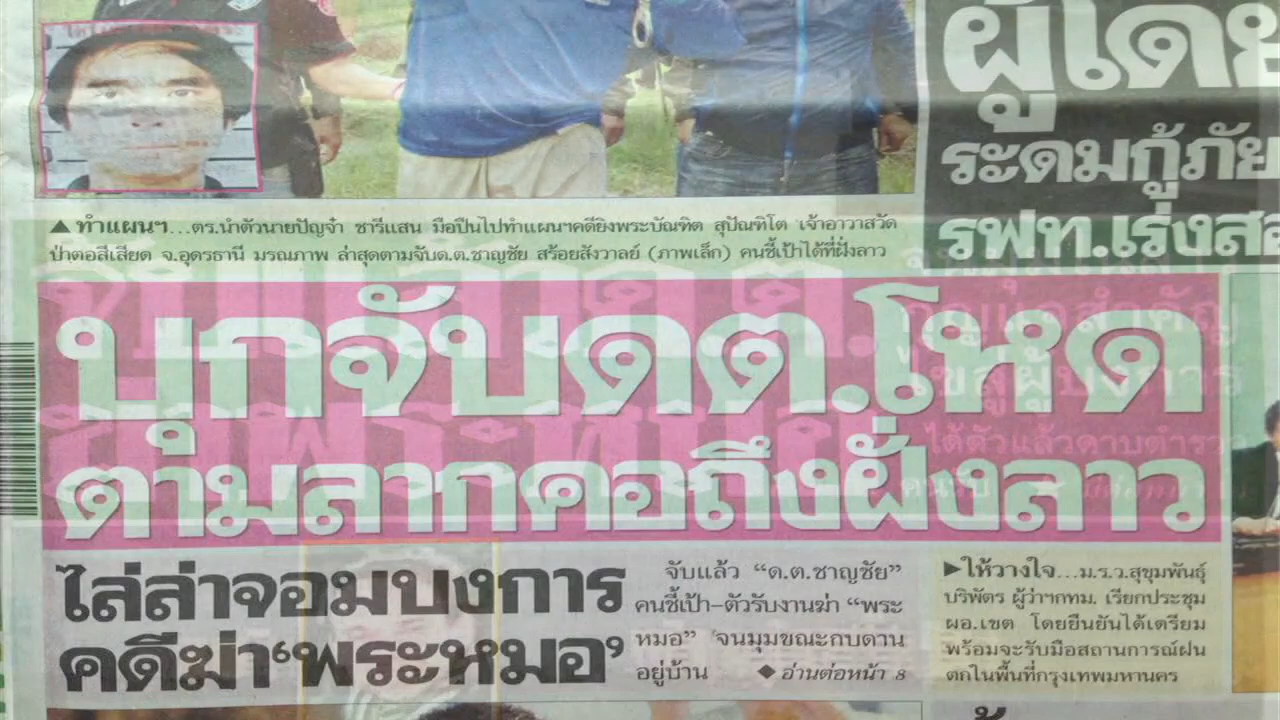 ผู้โดย
ระดมกู้ภัย
รฟท.เร่งส
▲ทำแผนฯ...ตร.นำตัวนายปัญจำ ชารีแสน มือปืนไปทำแผนฯคดียิงพระบัณฑิต สุปัณฑิโต เจ้าอาวาสวัด
ป่าตอสีเสียด จ.อุดรธานี มรณภาพ ล่าสุดตามจับด.ต.ชาญชัย สร้อยสังวาลย์ (ภาพเล็ก) คนชี้เป้าได้ที่ฝั่งลาว
บุกจับดต.โหด
ตามลากคอถึงฝั่งลาว
ไล่ล่าจอมบงการ
คดีฆ่า‘พระหมอ’
จับแล้ว “ด.ต.ชาญชัย”
คนชี้เป้า-ตัวรับงานฆ่า “พระ
หมอ” จนมุมขณะกบดาน
อยู่บ้าน ◆ อ่านต่อหน้า 8
▶ให้วางใจ...ม.ร.ว.สุขุมพันธุ์
บริพัตร ผู้ว่าฯกทม. เรียกประชุม
ผอ.เขต โดยยืนยันได้เตรียม
พร้อมจะรับมือสถานการณ์ฝน
ตกในพื้นที่กรุงเทพมหานคร